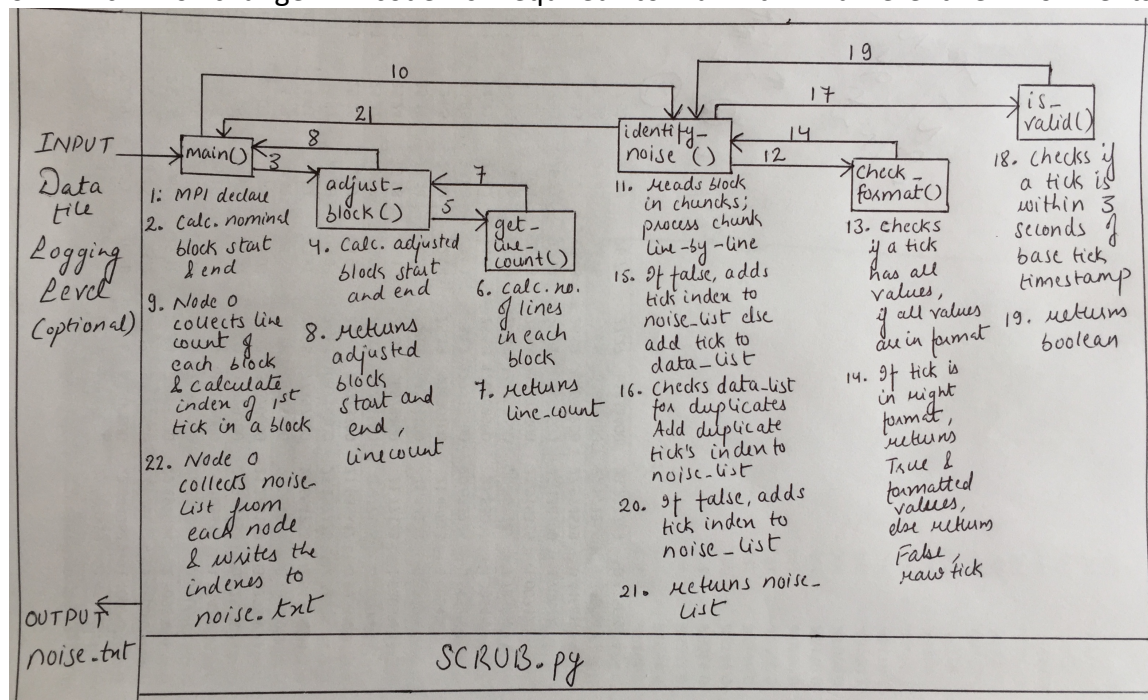 10
19
21
17
8
14
3
7
12
5
INPUT
Data
file
Logging
Level
(optional)
OUTPUT
noise.txt
main()
1. MPI declare
2. Calc. nominal
block start
& end
9. Node 0
collects line
count of
each block
& calculate
index of 1st
tick in a block
22. Node 0
collects noise-
list from
each node
& writes the
indexes to
noise.txt
adjust_
block()
4. Calc. adjusted
block start
and end
8. returns
adjusted
block
start and
end,
linecount
get_
line_
count()
6. calc. no.
of lines
in each
block
7. returns
line_count
identify_
noise ()
11. reads block
in chuncks;
process chunk
line-by-line
15. If false, adds
tick index to
noise_list else
add tick to
data_list
16. Checks data_list
for duplicates
Add duplicate
tick's index to
noise_list
20. If false, adds
tick index to
noise_list
21. returns noise_
list
check_
format()
13. checks
if a tick
has all
values,
if all values
are in format
14. If tick is
in right
format,
returns
True &
formatted
values,
else return
False,
raw tick
is_
valid()
18. checks if
a tick is
within 3
seconds of
base tick
timestamp
19. returns
boolean
SCRUB.py